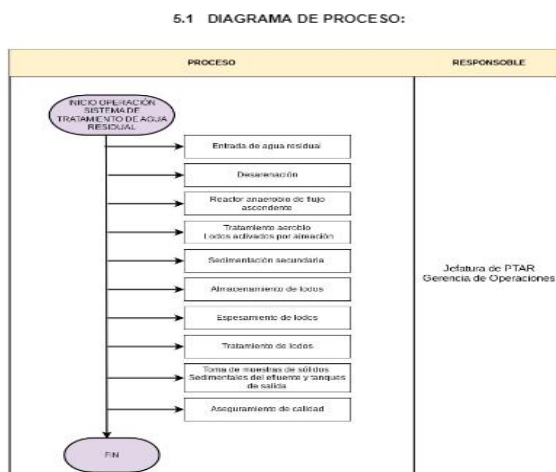 5.1 DIAGRAMA DE PROCESO:
PROCESO
RESPONSOBLE
INICIO OPERACIÓN
SISTEMA DE
TRATAMIENTO DE AGUA
RESIDUAL
Entrada de agua residual
Desarenación
Reactor anaerobio de flujo
ascendente
Tratamiento aerobio
Lodos activados por aireación
Sedimentación secundaria
Almacenamiento de lodos
Espesamiento de lodos
Tratamiento de lodos
Toma de muestras de sólidos
Sedimentales del efluente y tanques
de salida
Aseguramiento de calidad
FIN
Jefatura de PTAR
Gerencia de Operaciones